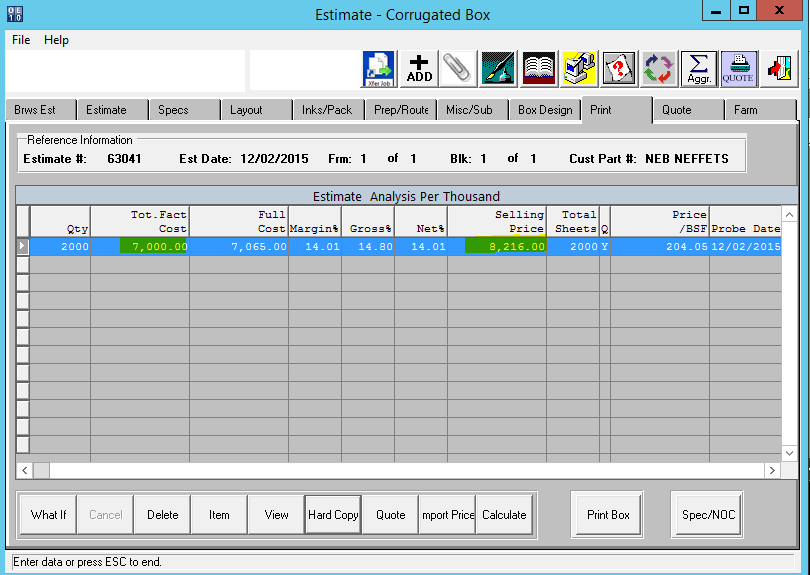 OE
10
Estimate - Corrugated Box
File Help
Xfer Job
ADD
Aggr.
QUOTE
Brws Est Estimate Specs Layout Inks/Pack Prep/Route Misc/Sub Box Design Print Quote Farm
Reference Information
Estimate #: 63041 Est Date: 12/02/2015 Frm: 1 of 1 Blk: 1 of 1 Cust Part #: NEB NEFFETS
Estimate Analysis Per Thousand
Tot.Fact Full Selling Total Price
Qty Cost Cost Margin% Gross% Net% Price Sheets Q /BSF Probe Date
2000 7,000.00 7,065.00 14.01 14.80 14.01 8,216.00 2000 Y 204.05 12/02/2015
What If Cancel Delete Item View Hard Copy Quote mport Price Calculate Print Box Spec/NOC
Enter data or press ESC to end.